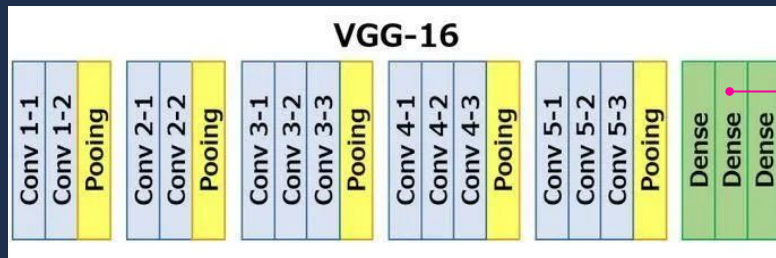 VGG-16
Conv 1-1
Conv 1-2
Pooing
Conv 2-1
Conv 2-2
Pooing
Conv 3-1
Conv 3-2
Conv 3-3
Pooing
Conv 4-1
Conv 4-2
Conv 4-3
Pooing
Conv 5-1
Conv 5-2
Conv 5-3
Pooing
Dense
Dense
Dense